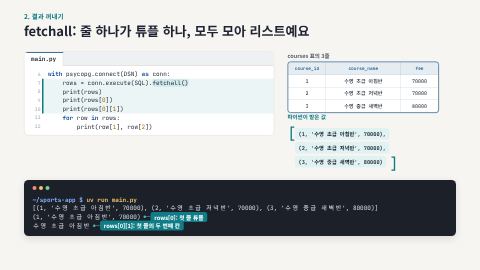 2. 결과 꺼내기
fetchall: 줄 하나가 튜플 하나, 모두 모아 리스트예요
main.py
6 with psycopg.connect(DSN) as conn:
7 rows = conn.execute(SQL).fetchall()
8 print(rows)
9 print(rows[0])
10 print(rows[0][1])
11 for row in rows:
12 print(row[1], row[2])
courses 표의 3줄
course_id course_name fee
1 수영 초급 아침반 70000
2 수영 초급 저녁반 70000
3 수영 중급 새벽반 80000
파이썬이 받은 값
[ (1, '수영 초급 아침반', 70000),
(2, '수영 초급 저녁반', 70000),
(3, '수영 중급 새벽반', 80000) ]
~/sports-app $ uv run main.py
[(1, '수영 초급 아침반', 70000), (2, '수영 초급 저녁반', 70000), (3, '수영 중급 새벽반', 80000)]
(1, '수영 초급 아침반', 70000) ← rows[0]: 첫 줄 튜플
수영 초급 아침반 ← rows[0][1]: 첫 줄의 두 번째 칸